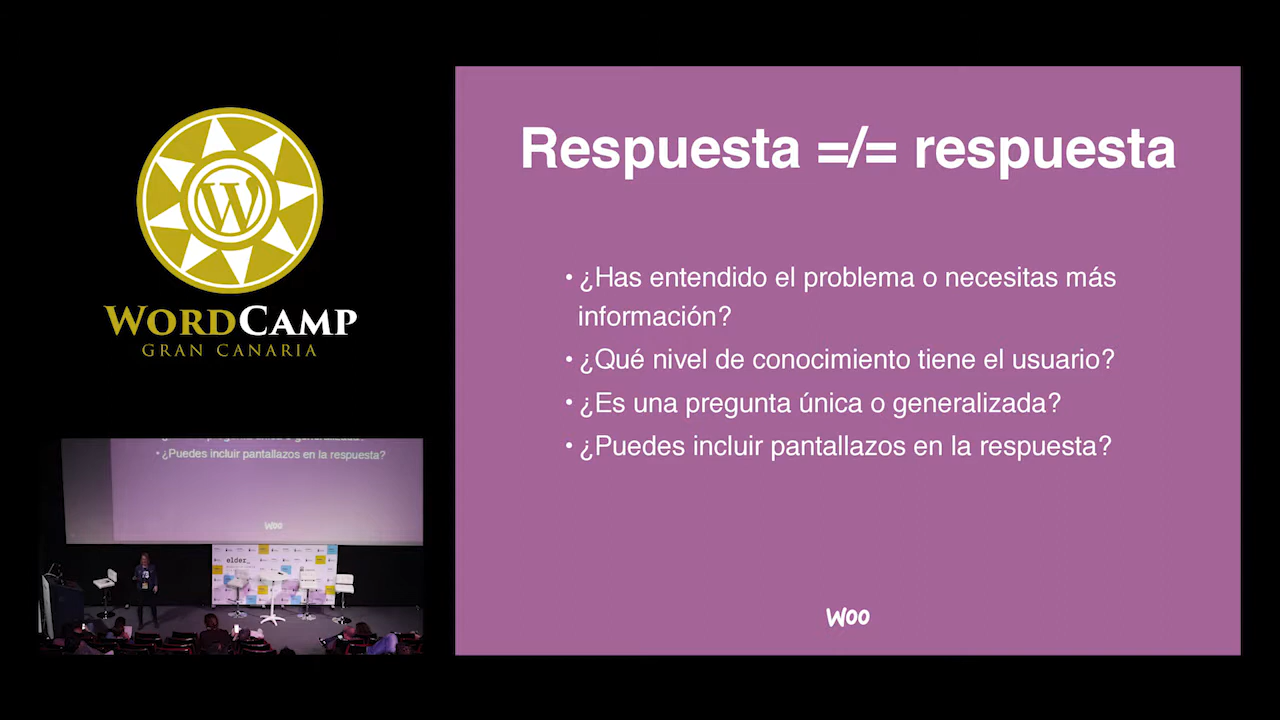 WORDCAMP
GRAN CANARIA
Respuesta =/= respuesta
• ¿Has entendido el problema o necesitas más
información?
• ¿Qué nivel de conocimiento tiene el usuario?
• ¿Es una pregunta única o generalizada?
• ¿Puedes incluir pantallazos en la respuesta?
WOO
• ¿Puedes incluir pantallazos en la respuesta?
WOO
elder_